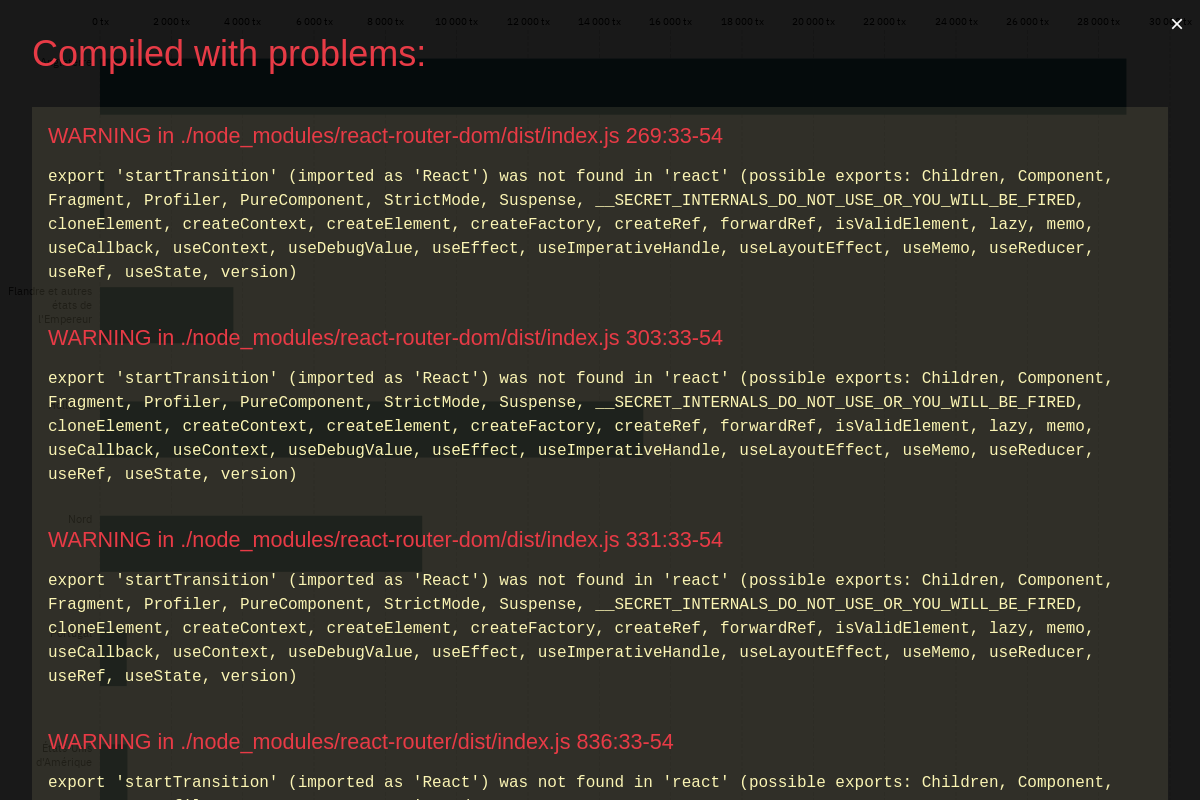 0 tx 2 000 tx 4 000 tx 6 000 tx 8 000 tx 10 000 tx 12 000 tx 14 000 tx 16 000 tx 18 000 tx 20 000 tx 22 000 tx 24 000 tx 26 000 tx 28 000 tx
×
Compiled with problems:
WARNING in ./node_modules/react-router-dom/dist/index.js 269:33-54
export 'startTransition' (imported as 'React') was not found in 'react' (possible exports: Children, Component,
Fragment, Profiler, PureComponent, StrictMode, Suspense, __SECRET_INTERNALS_DO_NOT_USE_OR_YOU_WILL_BE_FIRED,
cloneElement, createContext, createElement, createFactory, createRef, forwardRef, isValidElement, lazy, memo,
useCallback, useContext, useDebugValue, useEffect, useImperativeHandle, useLayoutEffect, useMemo, useReducer,
useRef, useState, version)
Flandre et autres
états de
l'Empereur
WARNING in ./node_modules/react-router-dom/dist/index.js 303:33-54
export 'startTransition' (imported as 'React') was not found in 'react' (possible exports: Children, Component,
Fragment, Profiler, PureComponent, StrictMode, Suspense, __SECRET_INTERNALS_DO_NOT_USE_OR_YOU_WILL_BE_FIRED,
cloneElement, createContext, createElement, createFactory, createRef, forwardRef, isValidElement, lazy, memo,
useCallback, useContext, useDebugValue, useEffect, useImperativeHandle, useLayoutEffect, useMemo, useReducer,
useRef, useState, version)
Nord
WARNING in ./node_modules/react-router-dom/dist/index.js 331:33-54
export 'startTransition' (imported as 'React') was not found in 'react' (possible exports: Children, Component,
Fragment, Profiler, PureComponent, StrictMode, Suspense, __SECRET_INTERNALS_DO_NOT_USE_OR_YOU_WILL_BE_FIRED,
cloneElement, createContext, createElement, createFactory, createRef, forwardRef, isValidElement, lazy, memo,
useCallback, useContext, useDebugValue, useEffect, useImperativeHandle, useLayoutEffect, useMemo, useReducer,
useRef, useState, version)
WARNING in ./node_modules/react-router/dist/index.js 836:33-54
d'Amérique
export 'startTransition' (imported as 'React') was not found in 'react' (possible exports: Children, Component,